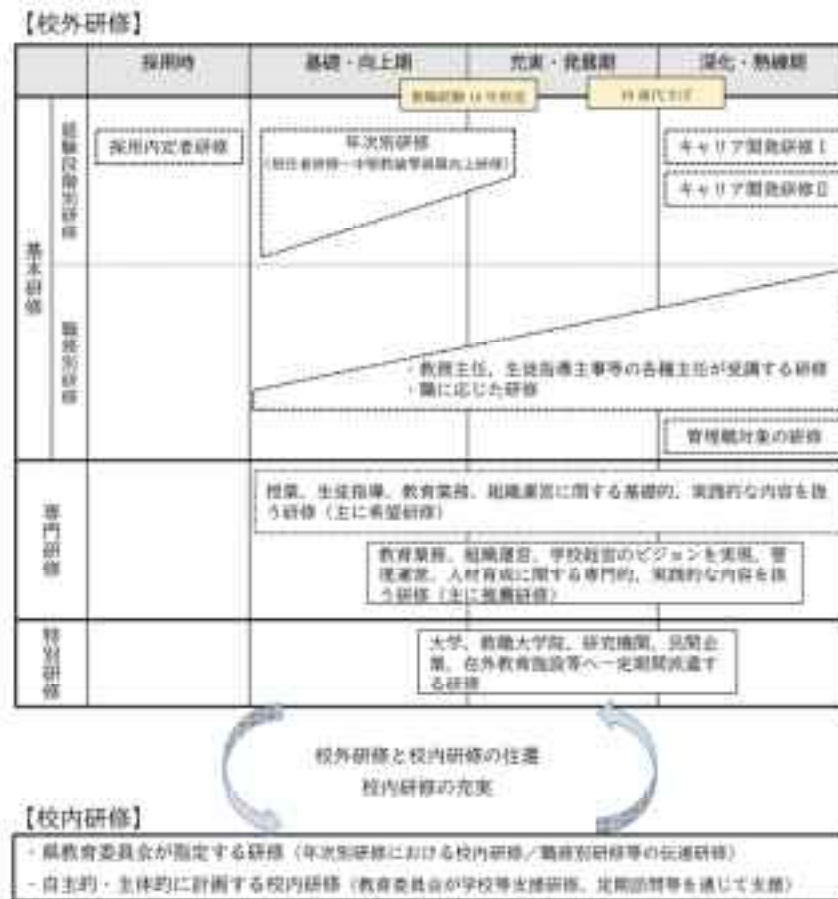 【校外研修】
採用時
基礎・向上期
充実・発展期
深化・熟練期
基本研修
経験段階別研修
採用内定者研修
年次別研修
キャリア開発研修Ⅰ
キャリア開発研修Ⅱ
職務別研修
・教務主任、生徒指導主事等の各種主任が受講する研修
・職に応じた研修
管理職対象の研修
専門研修
授業、生徒指導、教育業務、組織運営に関する基礎的、実践的な内容を扱
う研修（主に希望研修）
教育業務、組織運営、学校経営のビジョンを実現、管
理運営、人材育成に関する専門的、実践的な内容を扱
う研修（主に推薦研修）
特別研修
大学、教職大学院、研究機関、民間企
業、在外教育施設等へ一定期間派遣す
る研修
校外研修と校内研修の往還
校内研修の充実
【校内研修】
・県教育委員会が指定する研修（年次別研修における校内研修／職務別研修等の伝達研修）
・自主的・主体的に計画する校内研修（教育委員会が学校等支援研修、定期訪問等を通じて支援）